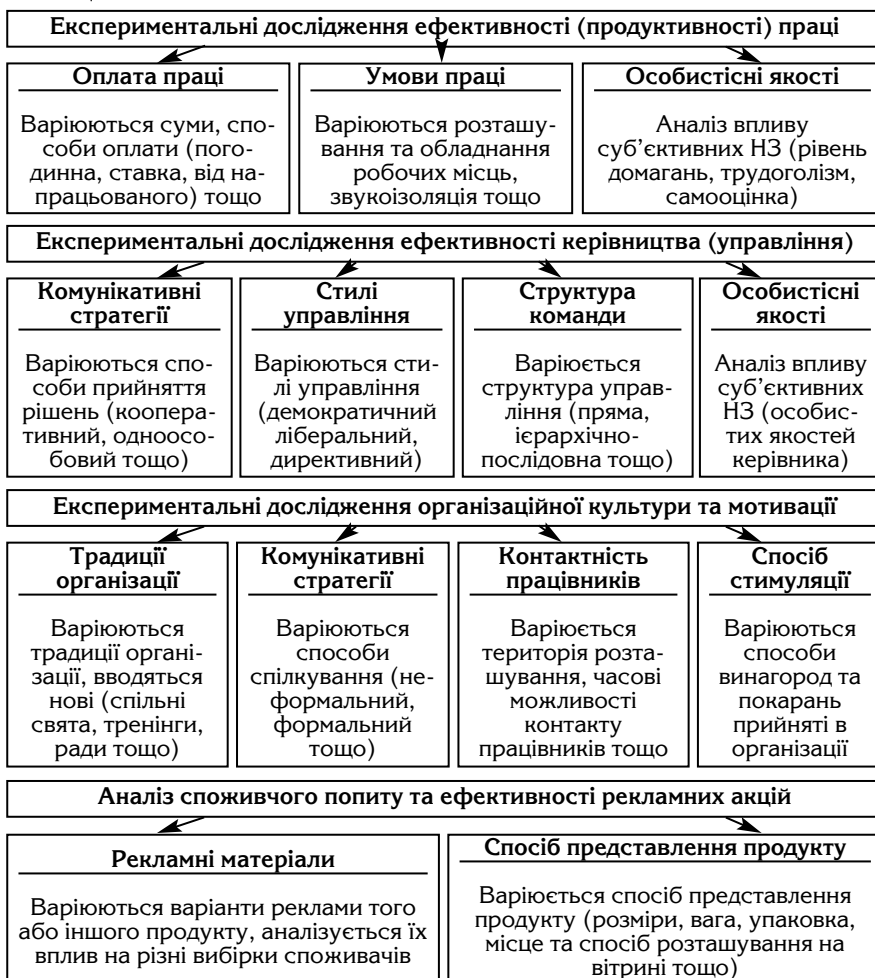 Експериментальні дослідження ефективності (продуктивності) праці
Оплата праці
Варіюються суми, спо-
соби оплати (пого-
динна, ставка, від на-
працьованого) тощо
Умови праці
Варіюються розташу-
вання та обладнання
робочих місць,
звукоізоляція тощо
Особистісні якості
Аналіз впливу
суб’єктивних НЗ (рівень
домагань, трудоголізм,
самооцінка)
Експериментальні дослідження ефективності керівництва (управління)
Комунікативні
стратегії
Варіюються спо-
соби прийняття
рішень (коопера-
тивний, одноосо-
бовий тощо)
Стилі
управління
Варіюються сти-
лі управління
(демократичний
ліберальний,
директивний)
Структура
команди
Варіюється
структура управ-
ління (пряма,
ієрархічно-
послідовна тощо)
Особистісні
якості
Аналіз впливу
суб’єктивних
НЗ (особис-
тих якостей
керівника)
Експериментальні дослідження організаційної культури та мотивації
Традиції
організації
Варіюються
традиції органі-
зації, вводяться
нові (спільні
свята, тренінги,
ради тощо)
Комунікативні
стратегії
Варіюються
способи
спілкування (не-
формальний,
формальний
тощо)
Контактність
працівників
Варіюється
територія розта-
шування, часові
можливості
контакту
працівників тощо
Спосіб
стимуляції
Варіюються
способи
винагород та
покарань
прийняті в
організації
Аналіз споживчого попиту та ефективності рекламних акцій
Рекламні матеріали
Варіюються варіанти реклами того
або іншого продукту, аналізується їх
вплив на різні вибірки споживачів
Спосіб представлення продукту
Варіюється спосіб представлення
продукту (розміри, вага, упаковка,
місце та спосіб розташування на
вітрині тощо)